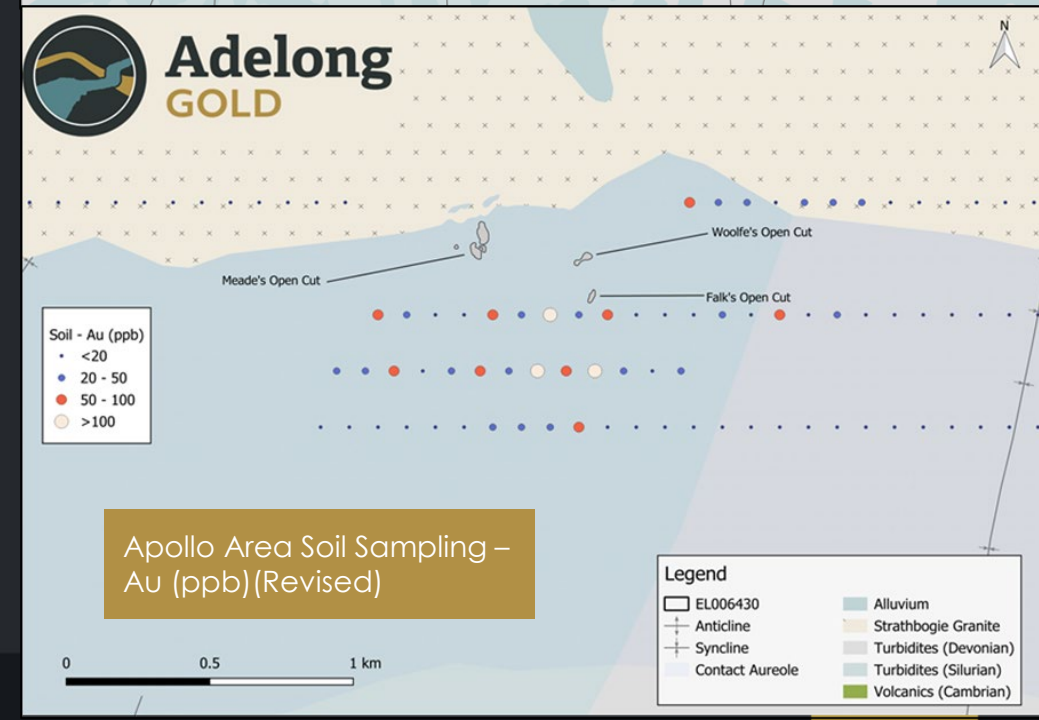 Adelong
GOLD
N
Woolfe's Open Cut
Meade's Open Cut
Falk's Open Cut
Soil - Au (ppb)
<20
20 - 50
50 - 100
>100
Apollo Area Soil Sampling –
Au (ppb)(Revised)
0 0.5 1 km
Legend
EL006430
Anticline
Syncline
Contact Aureole
Alluvium
Strathbogie Granite
Turbidites (Devonian)
Turbidites (Silurian)
Volcanics (Cambrian)